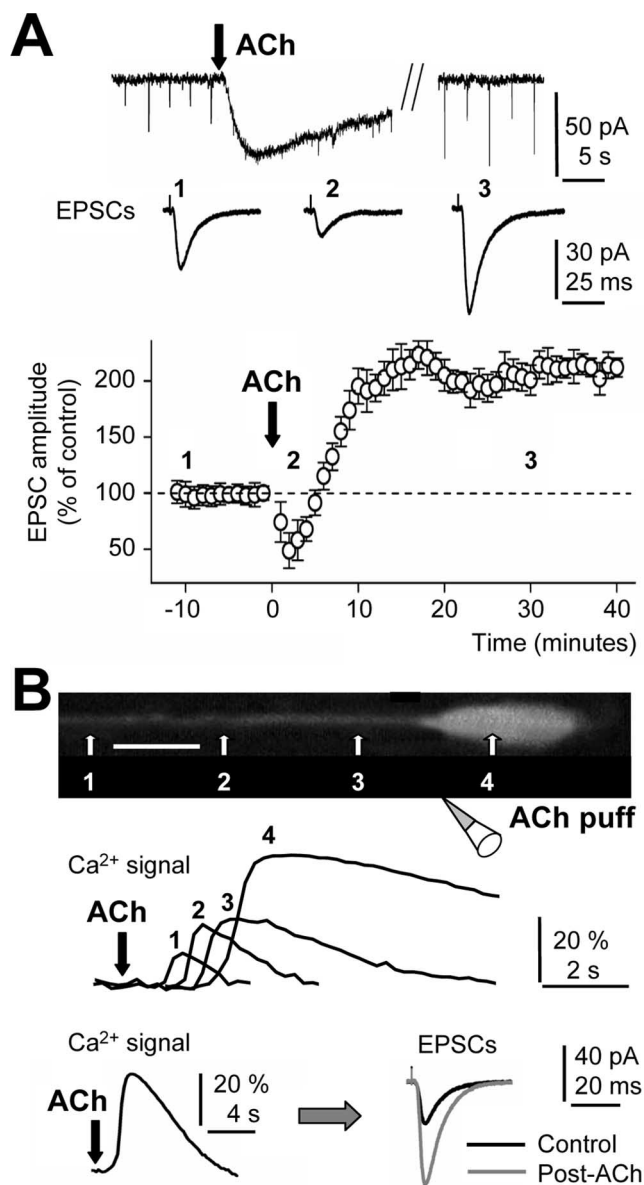 A
ACh
50 pA
5 s
1 2 3
EPSCs
30 pA
25 ms
EPSC amplitude
(% of control)
200
150
100
50
ACh
1 2 3
-10 0 10 20 30 40
Time (minutes)
B
1 2 3 4
ACh puff
Ca²⁺ signal
ACh
1 2 3 4
20 %
2 s
Ca²⁺ signal
ACh
20 %
4 s
EPSCs
40 pA
20 ms
Control
Post-ACh